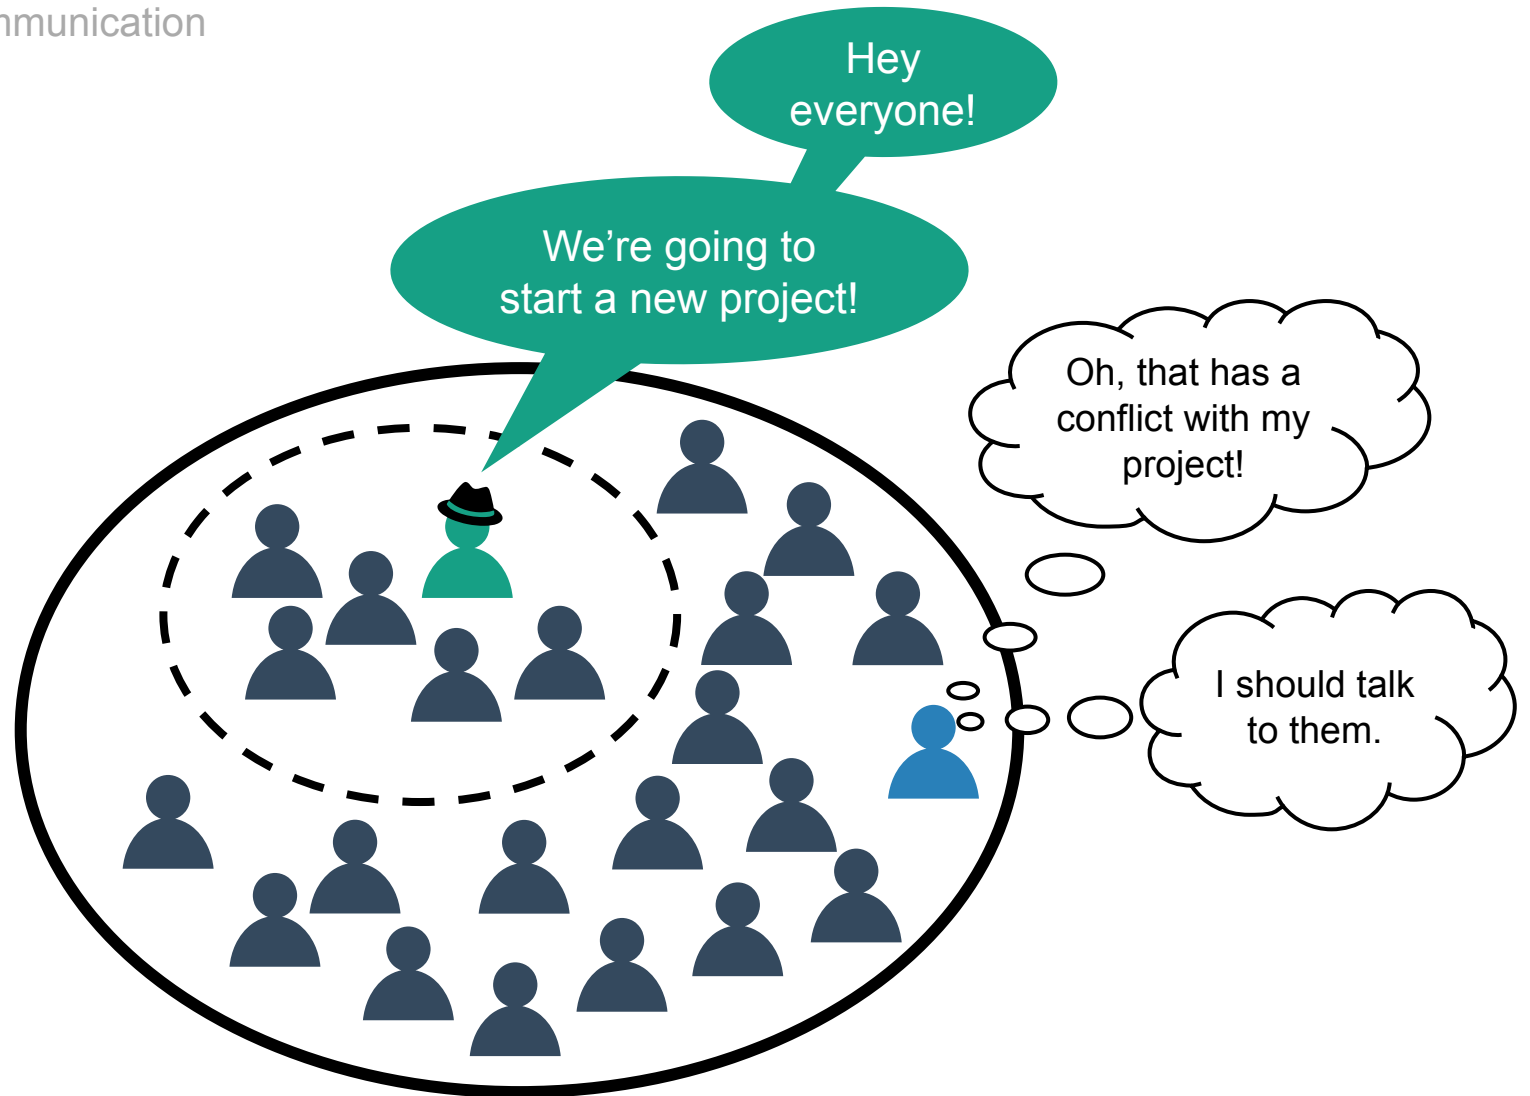 mmunication
Hey
everyone!
We’re going to
start a new project!
Oh, that has a
conflict with my
project!
I should talk
to them.